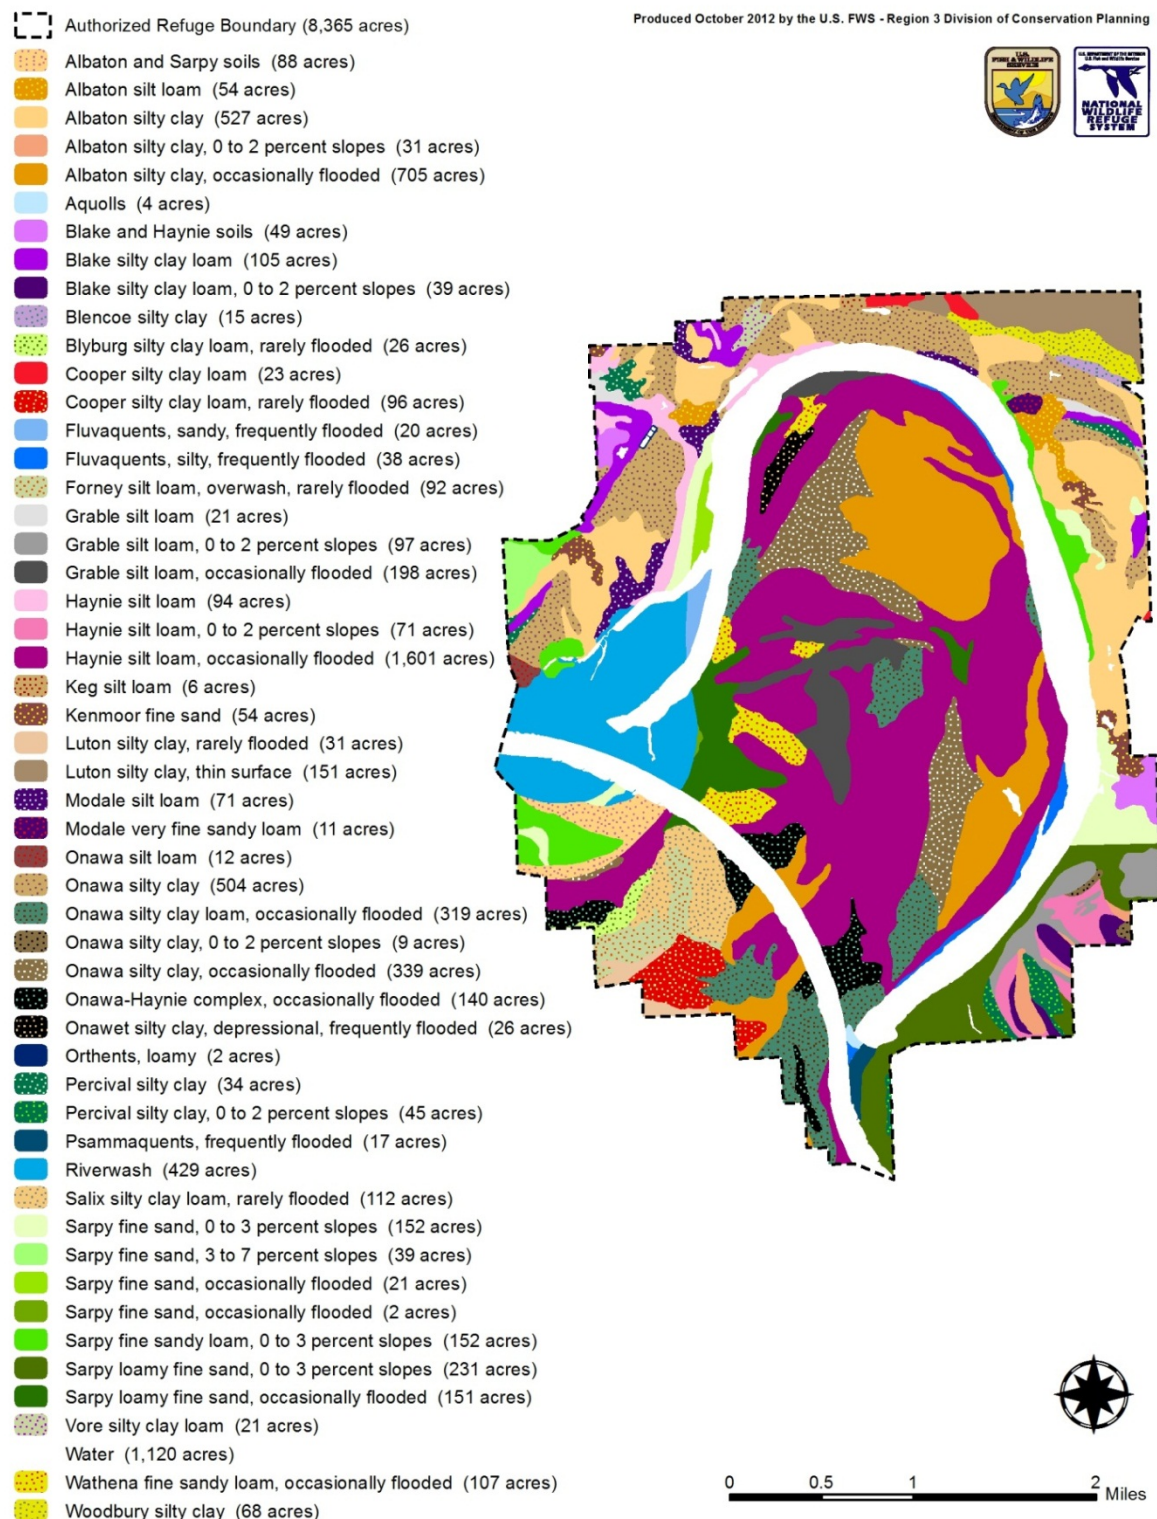 Produced October 2012 by the U.S. FWS - Region 3 Division of Conservation Planning
Authorized Refuge Boundary (8,365 acres)
Albaton and Sarpy soils (88 acres)
Albaton silt loam (54 acres)
Albaton silty clay (527 acres)
Albaton silty clay, 0 to 2 percent slopes (31 acres)
Albaton silty clay, occasionally flooded (705 acres)
Aquolls (4 acres)
Blake and Haynie soils (49 acres)
Blake silty clay loam (105 acres)
Blake silty clay loam, 0 to 2 percent slopes (39 acres)
Blencoe silty clay (15 acres)
Blyburg silty clay loam, rarely flooded (26 acres)
Cooper silty clay loam (23 acres)
Cooper silty clay loam, rarely flooded (96 acres)
Fluvaquents, sandy, frequently flooded (20 acres)
Fluvaquents, silty, frequently flooded (38 acres)
Forney silt loam, overwash, rarely flooded (92 acres)
Grable silt loam (21 acres)
Grable silt loam, 0 to 2 percent slopes (97 acres)
Grable silt loam, occasionally flooded (198 acres)
Haynie silt loam (94 acres)
Haynie silt loam, 0 to 2 percent slopes (71 acres)
Haynie silt loam, occasionally flooded (1,601 acres)
Keg silt loam (6 acres)
Kenmoor fine sand (54 acres)
Luton silty clay, rarely flooded (31 acres)
Luton silty clay, thin surface (151 acres)
Modale silt loam (71 acres)
Modale very fine sandy loam (11 acres)
Onawa silt loam (12 acres)
Onawa silty clay (504 acres)
Onawa silty clay loam, occasionally flooded (319 acres)
Onawa silty clay, 0 to 2 percent slopes (9 acres)
Onawa silty clay, occasionally flooded (339 acres)
Onawa-Haynie complex, occasionally flooded (140 acres)
Onawet silty clay, depressional, frequently flooded (26 acres)
Orthents, loamy (2 acres)
Percival silty clay (34 acres)
Percival silty clay, 0 to 2 percent slopes (45 acres)
Psammaquents, frequently flooded (17 acres)
Riverwash (429 acres)
Salix silty clay loam, rarely flooded (112 acres)
Sarpy fine sand, 0 to 3 percent slopes (152 acres)
Sarpy fine sand, 3 to 7 percent slopes (39 acres)
Sarpy fine sand, occasionally flooded (21 acres)
Sarpy fine sand, occasionally flooded (2 acres)
Sarpy fine sandy loam, 0 to 3 percent slopes (152 acres)
Sarpy loamy fine sand, 0 to 3 percent slopes (231 acres)
Sarpy loamy fine sand, occasionally flooded (151 acres)
Vore silty clay loam (21 acres)
Water (1,120 acres)
Wathena fine sandy loam, occasionally flooded (107 acres)
Woodbury silty clay (68 acres)
U.S.
FISH & WILDLIFE
SERVICE
NATIONAL
WILDLIFE
REFUGE
SYSTEM
0 0.5 1 2
Miles